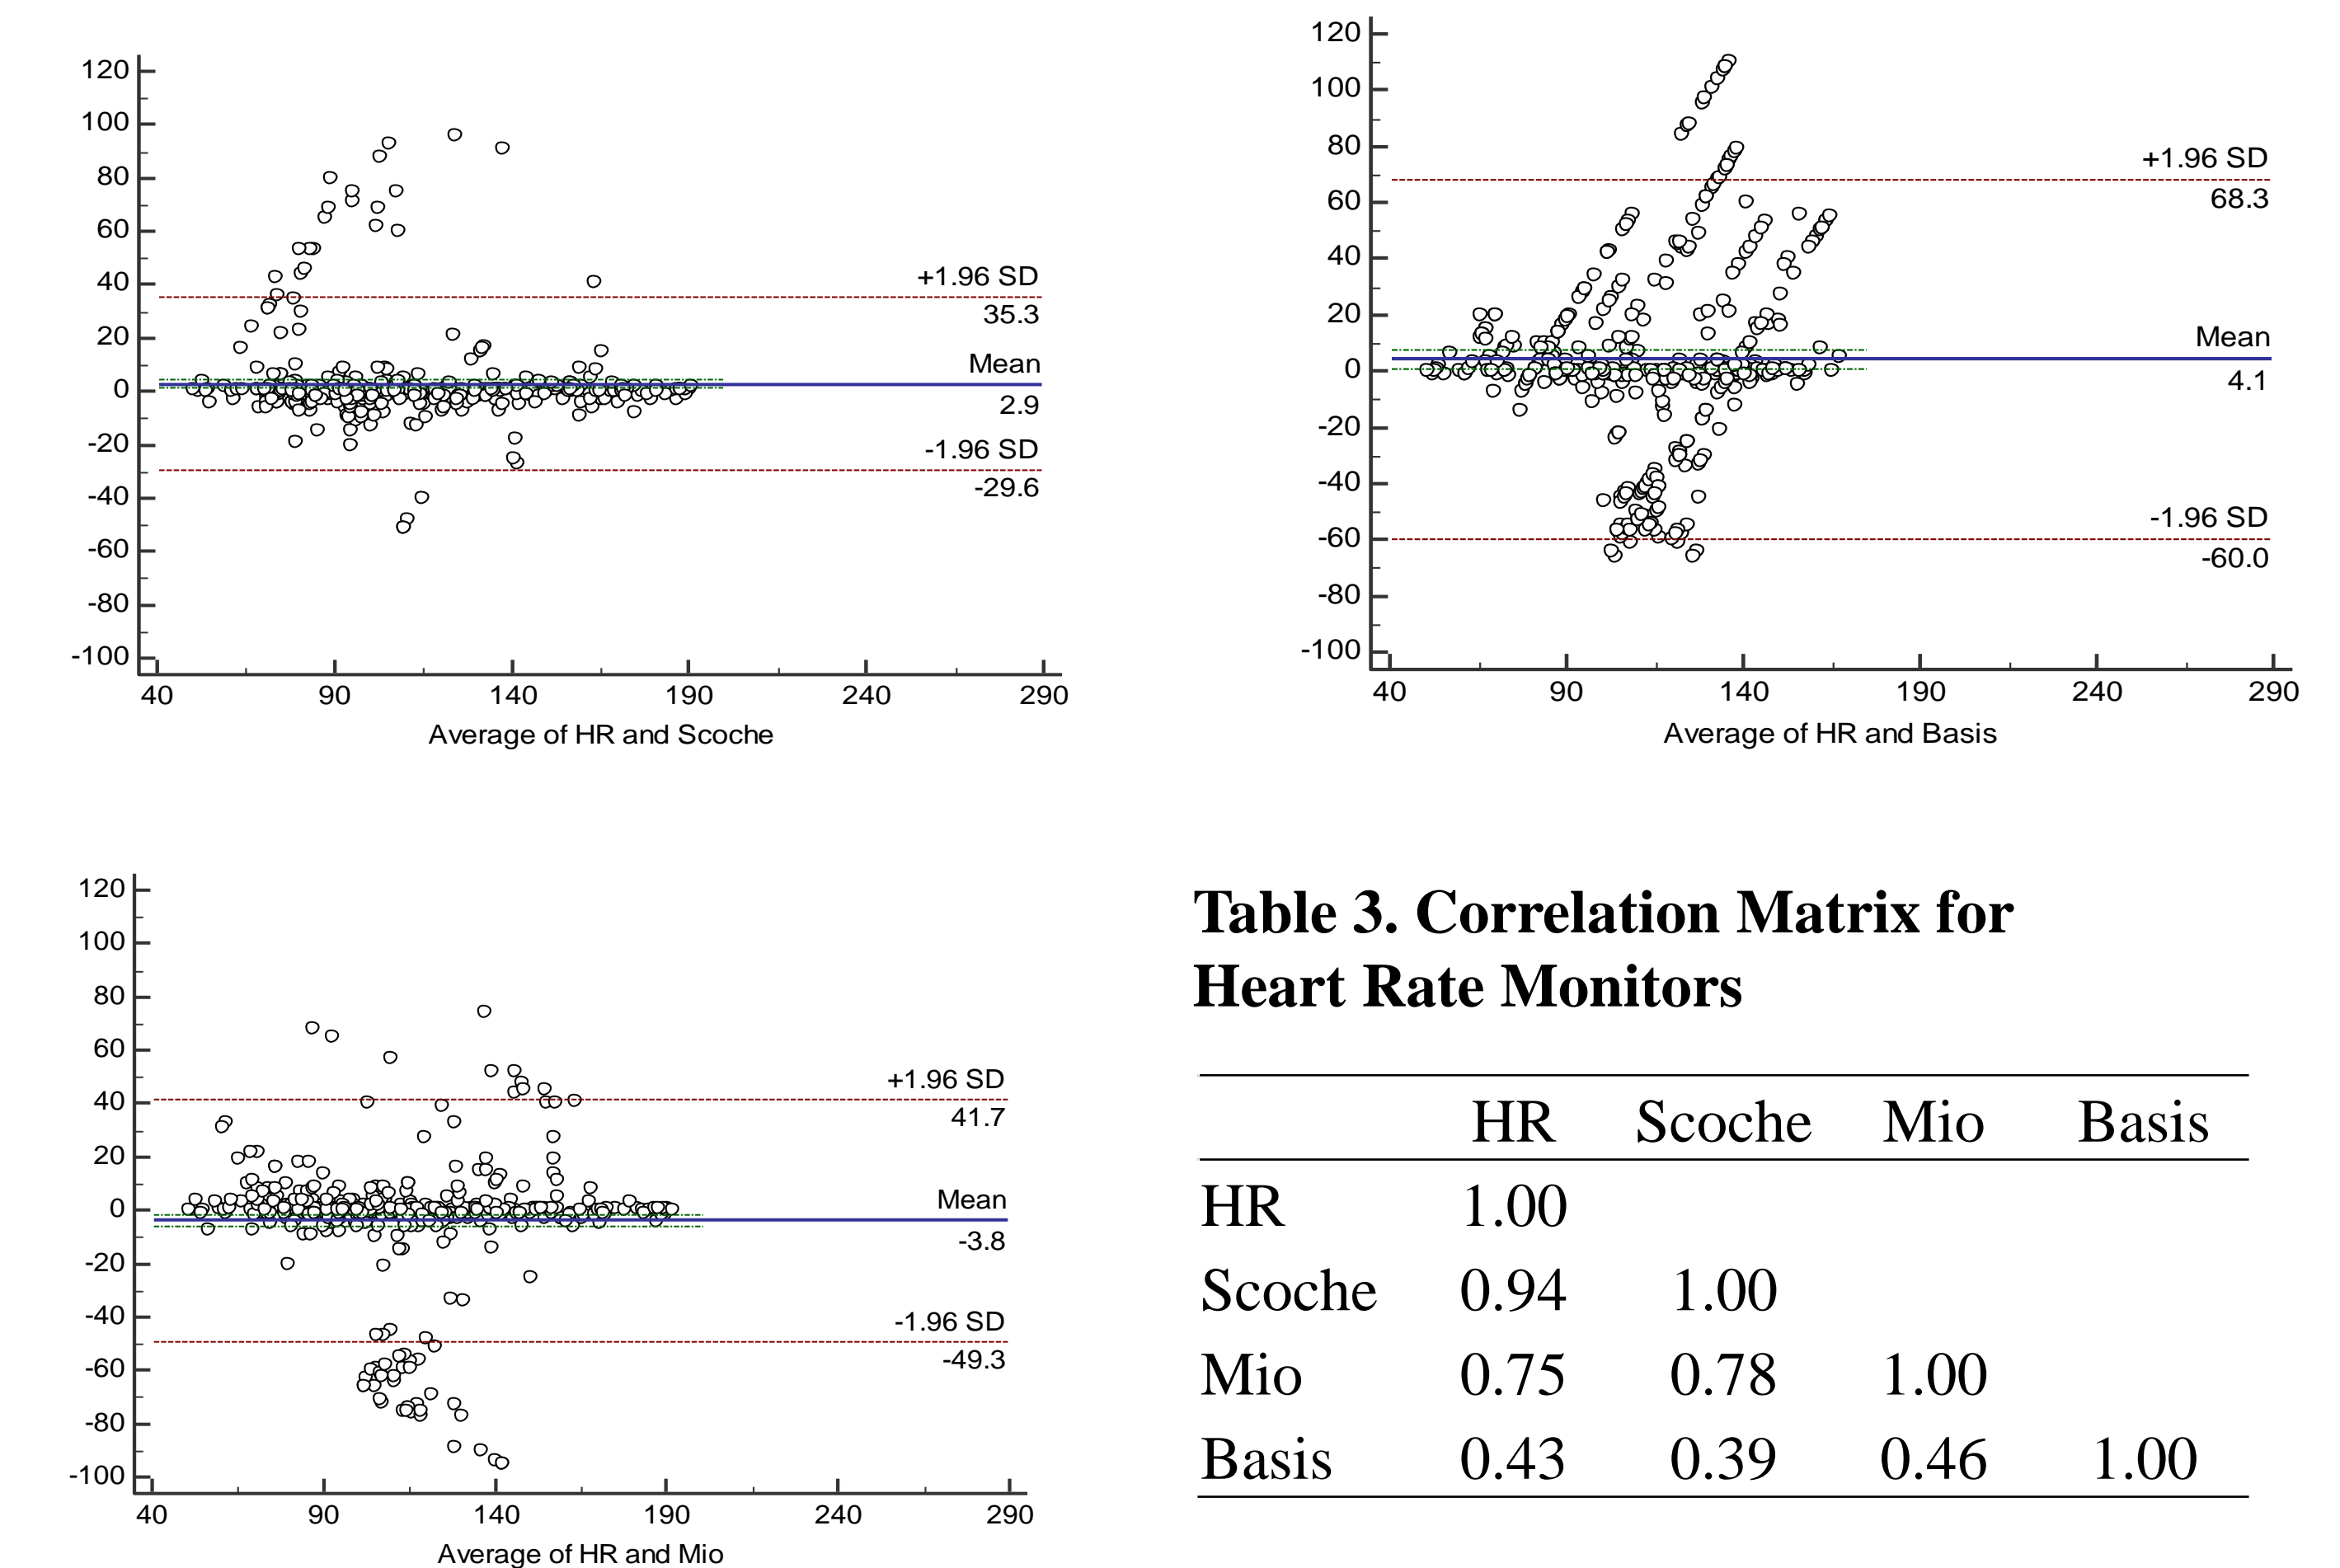 120
100
80
60
40
20
0
-20
-40
-60
-80
-100
+1.96 SD
35.3
Mean
2.9
-1.96 SD
-29.6
40 90 140 190 240 290
Average of HR and Scoche
120
100
80
60
40
20
0
-20
-40
-60
-80
-100
+1.96 SD
68.3
Mean
4.1
-1.96 SD
-60.0
40 90 140 190 240 290
Average of HR and Basis
120
100
80
60
40
20
0
-20
-40
-60
-80
-100
+1.96 SD
41.7
Mean
-3.8
-1.96 SD
-49.3
40 90 140 190 240 290
Average of HR and Mio
Table 3. Correlation Matrix for
Heart Rate Monitors
HR Scoche Mio Basis
HR 1.00
Scoche 0.94 1.00
Mio 0.75 0.78 1.00
Basis 0.43 0.39 0.46 1.00